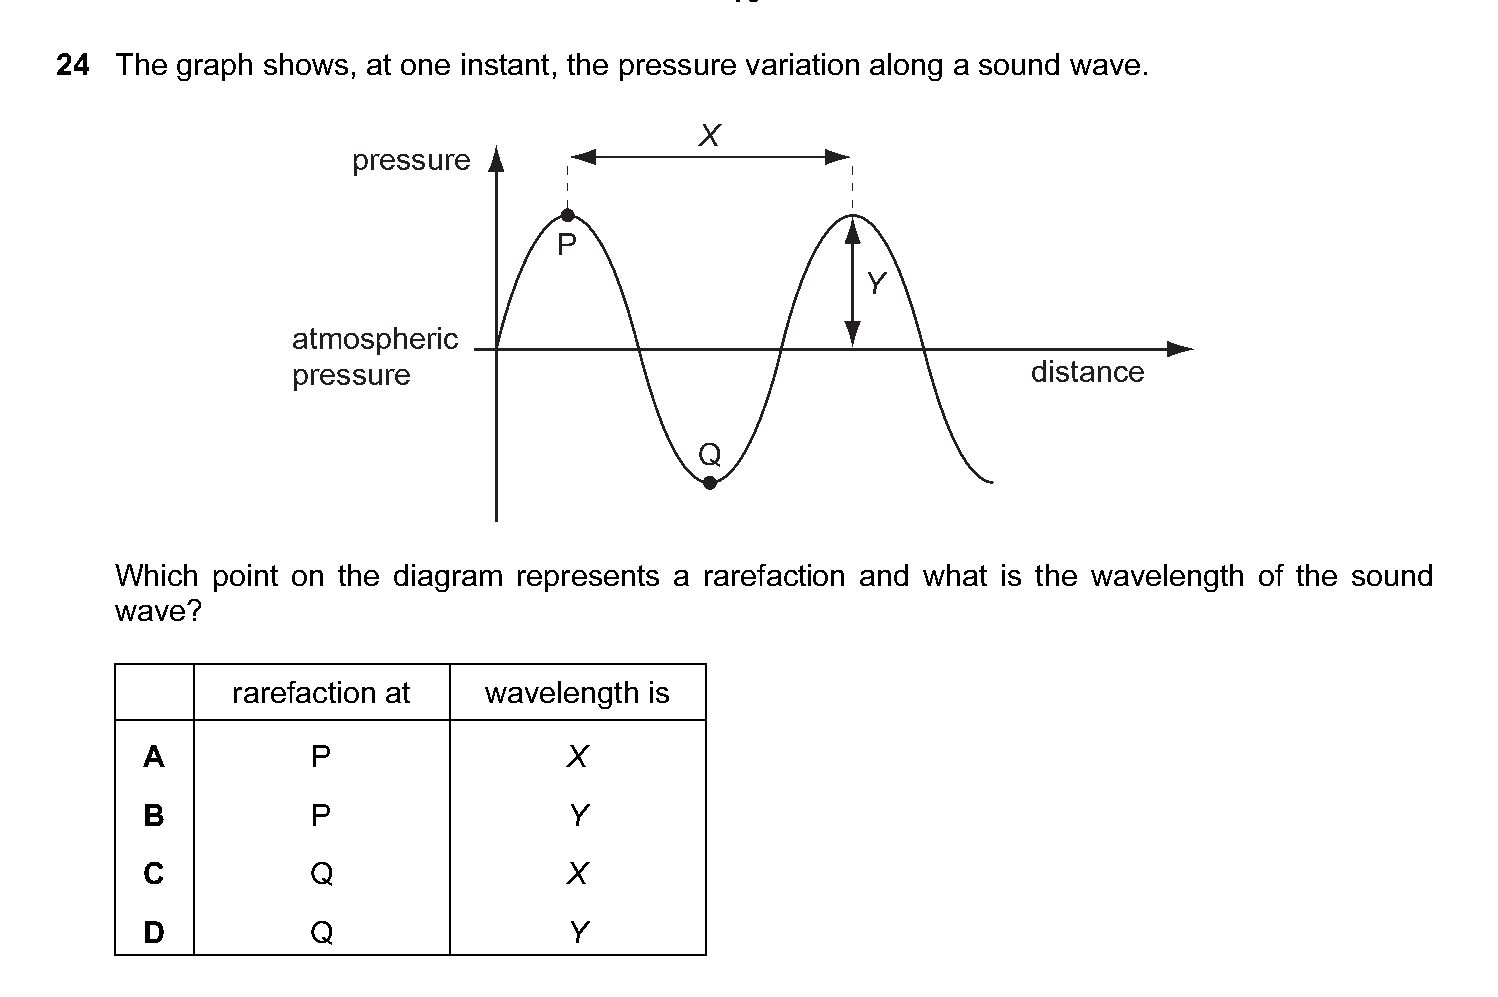 24 The graph shows, at one instant, the pressure variation along a sound wave.
X
pressure
P
Y
atmospheric
pressure
distance
Q
Which point on the diagram represents a rarefaction and what is the wavelength of the sound
wave?
rarefaction at wavelength is
A P X
B P Y
C Q X
D Q Y